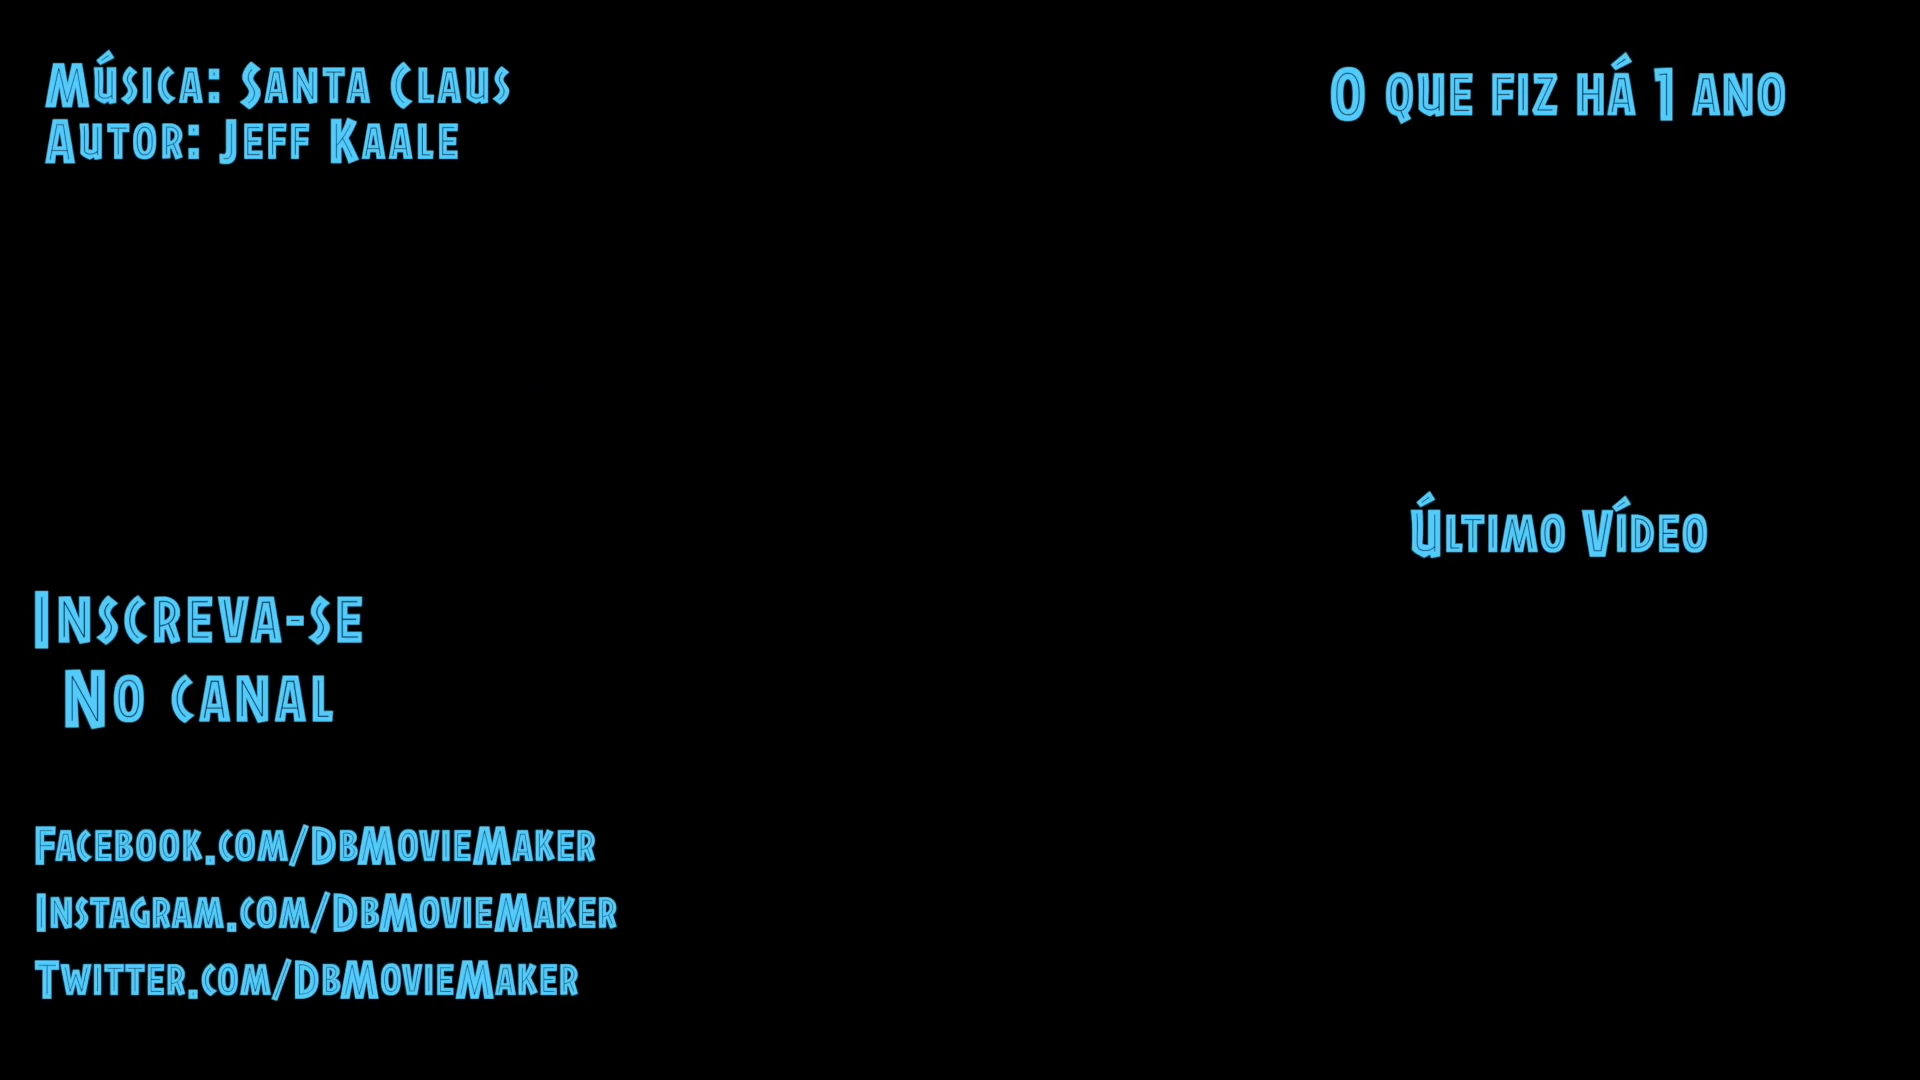 Música: Santa Claus
Autor: Jeff Kaale
O que fiz há 1 ano
Último Vídeo
Inscreva-se
No canal
Facebook.com/DbMovieMaker
Instagram.com/DbMovieMaker
Twitter.com/DbMovieMaker